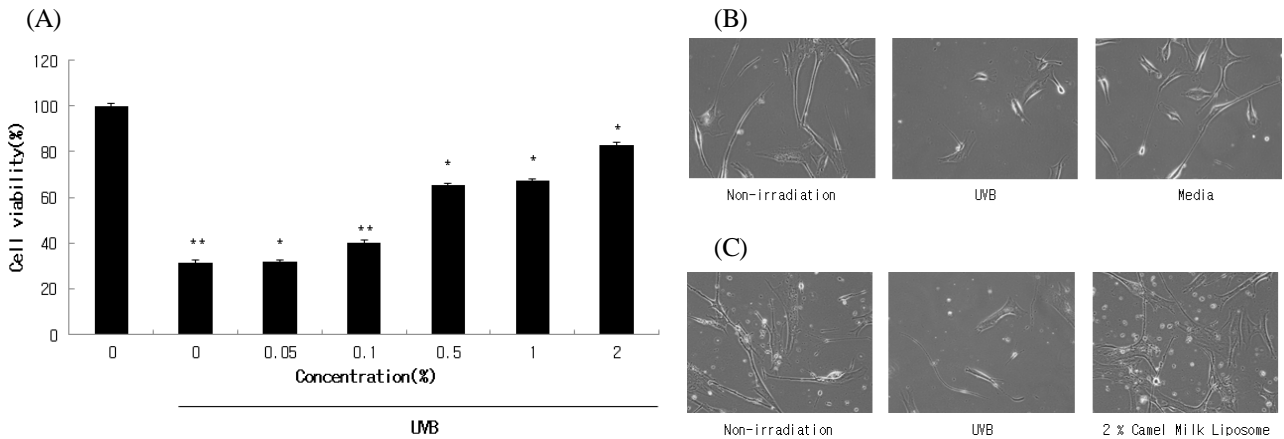 (A)
Cell viability(%)
120
100
80
60
40
20
0
**
*
**
*
*
*
0 0 0.05 0.1 0.5 1 2
Concentration(%)
UVB
(B)
Non-irradiation UVB Media
(C)
Non-irradiation UVB 2 % Camel Milk Liposome